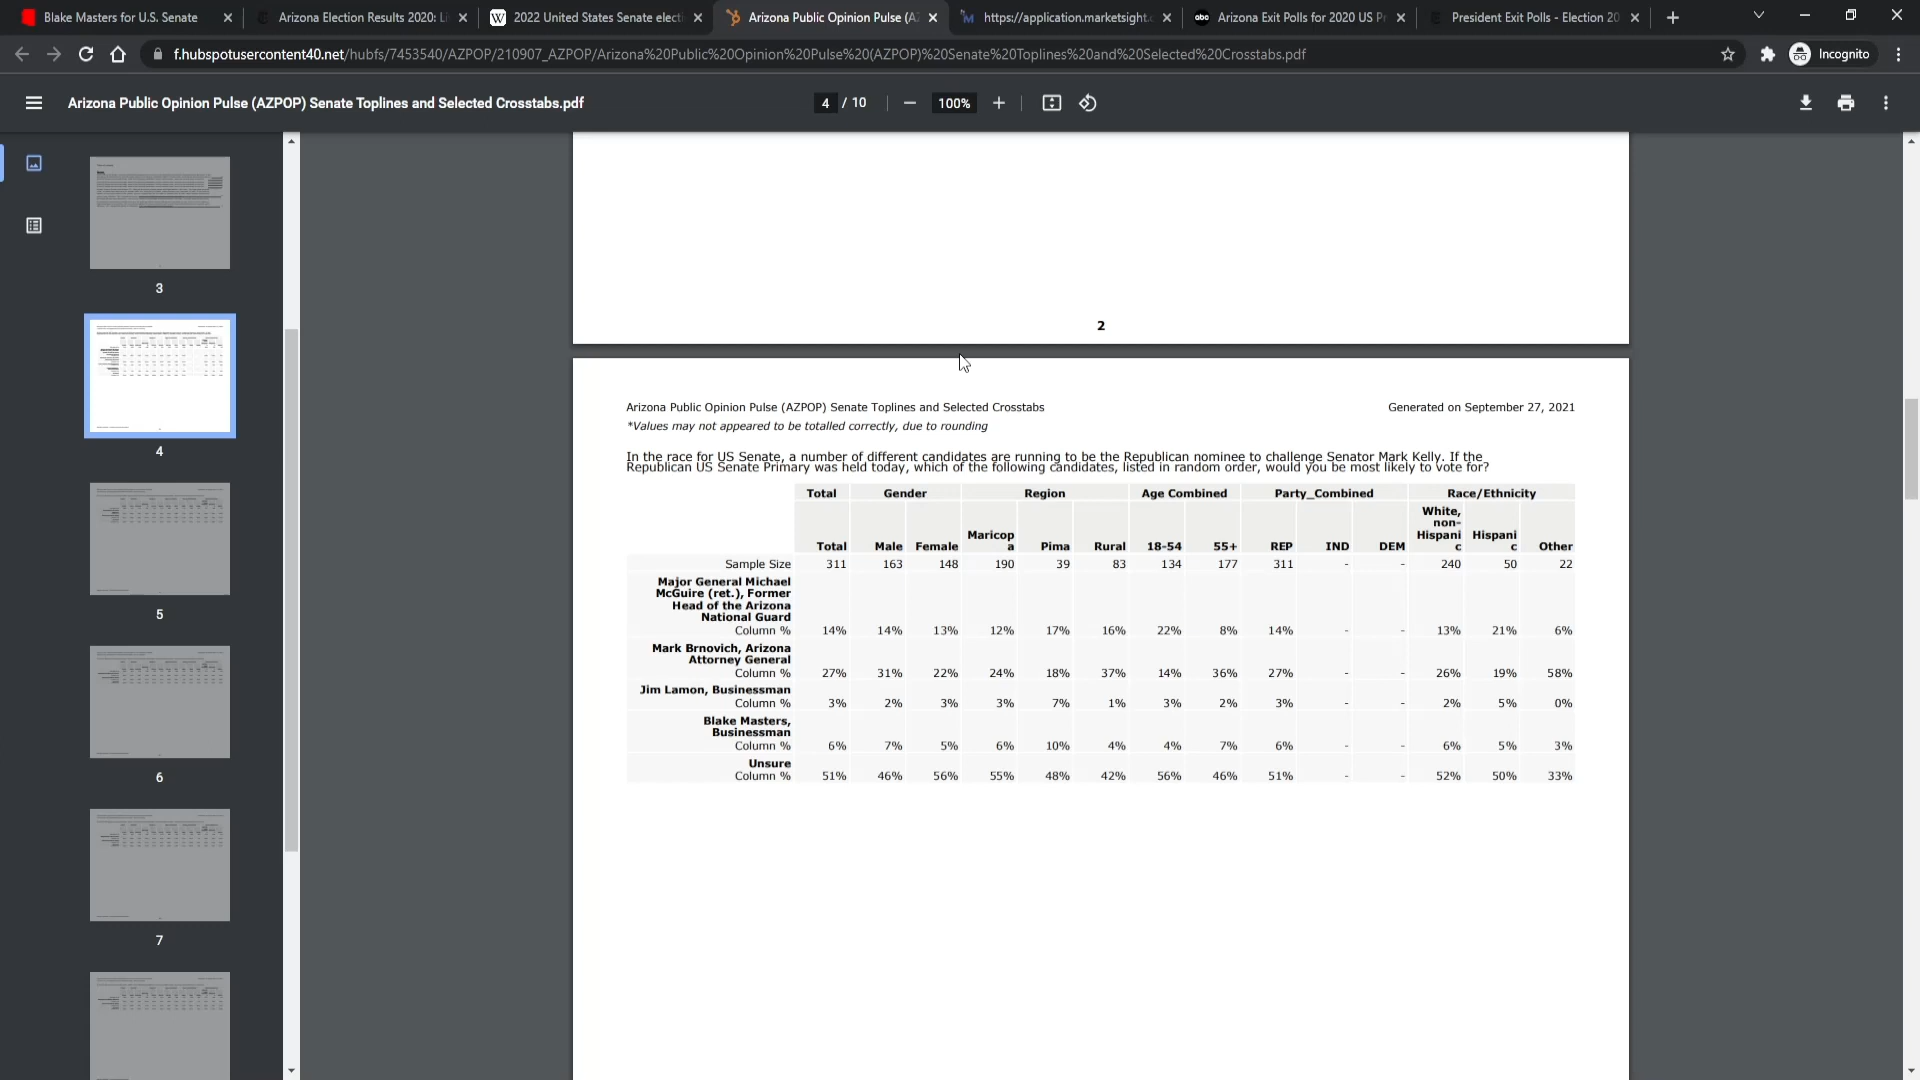 Blake Masters for U.S. Senate
Arizona Election Results 2020: Li
2022 United States Senate electi
Arizona Public Opinion Pulse (A
https://application.marketsight.
Arizona Exit Polls for 2020 US P
President Exit Polls - Election 20
f.hubspotusercontent40.net/hubfs/7453540/AZPOP/210907_AZPOP/Arizona%20Public%20Opinion%20Pulse%20(AZPOP)%20Senate%20Toplines%20and%20Selected%20Crosstabs.pdf
Incognito
Arizona Public Opinion Pulse (AZPOP) Senate Toplines and Selected Crosstabs.pdf
4 / 10
100%
3
4
5
6
7
2
Arizona Public Opinion Pulse (AZPOP) Senate Toplines and Selected Crosstabs
Generated on September 27, 2021
*Values may not appeared to be totalled correctly, due to rounding
In the race for US Senate, a number of different candidates are running to be the Republican nominee to challenge Senator Mark Kelly. If the
Republican US Senate Primary was held today, which of the following candidates, listed in random order, would you be most likely to vote for?
Total Gender Region Age Combined Party_Combined Race/Ethnicity
White,
non-
Maricop Hispani Hispani
Total Male Female a Pima Rural 18-54 55+ REP IND DEM c c Other
Sample Size 311 163 148 190 39 83 134 177 311 - - 240 50 22
Major General Michael
McGuire (ret.), Former
Head of the Arizona
National Guard
Column % 14% 14% 13% 12% 17% 16% 22% 8% 14% - - 13% 21% 6%
Mark Brnovich, Arizona
Attorney General
Column % 27% 31% 22% 24% 18% 37% 14% 36% 27% - - 26% 19% 58%
Jim Lamon, Businessman
Column % 3% 2% 3% 3% 7% 1% 3% 2% 3% - - 2% 5% 0%
Blake Masters,
Businessman
Column % 6% 7% 5% 6% 10% 4% 4% 7% 6% - - 6% 5% 3%
Unsure
Column % 51% 46% 56% 55% 48% 42% 56% 46% 51% - - 52% 50% 33%